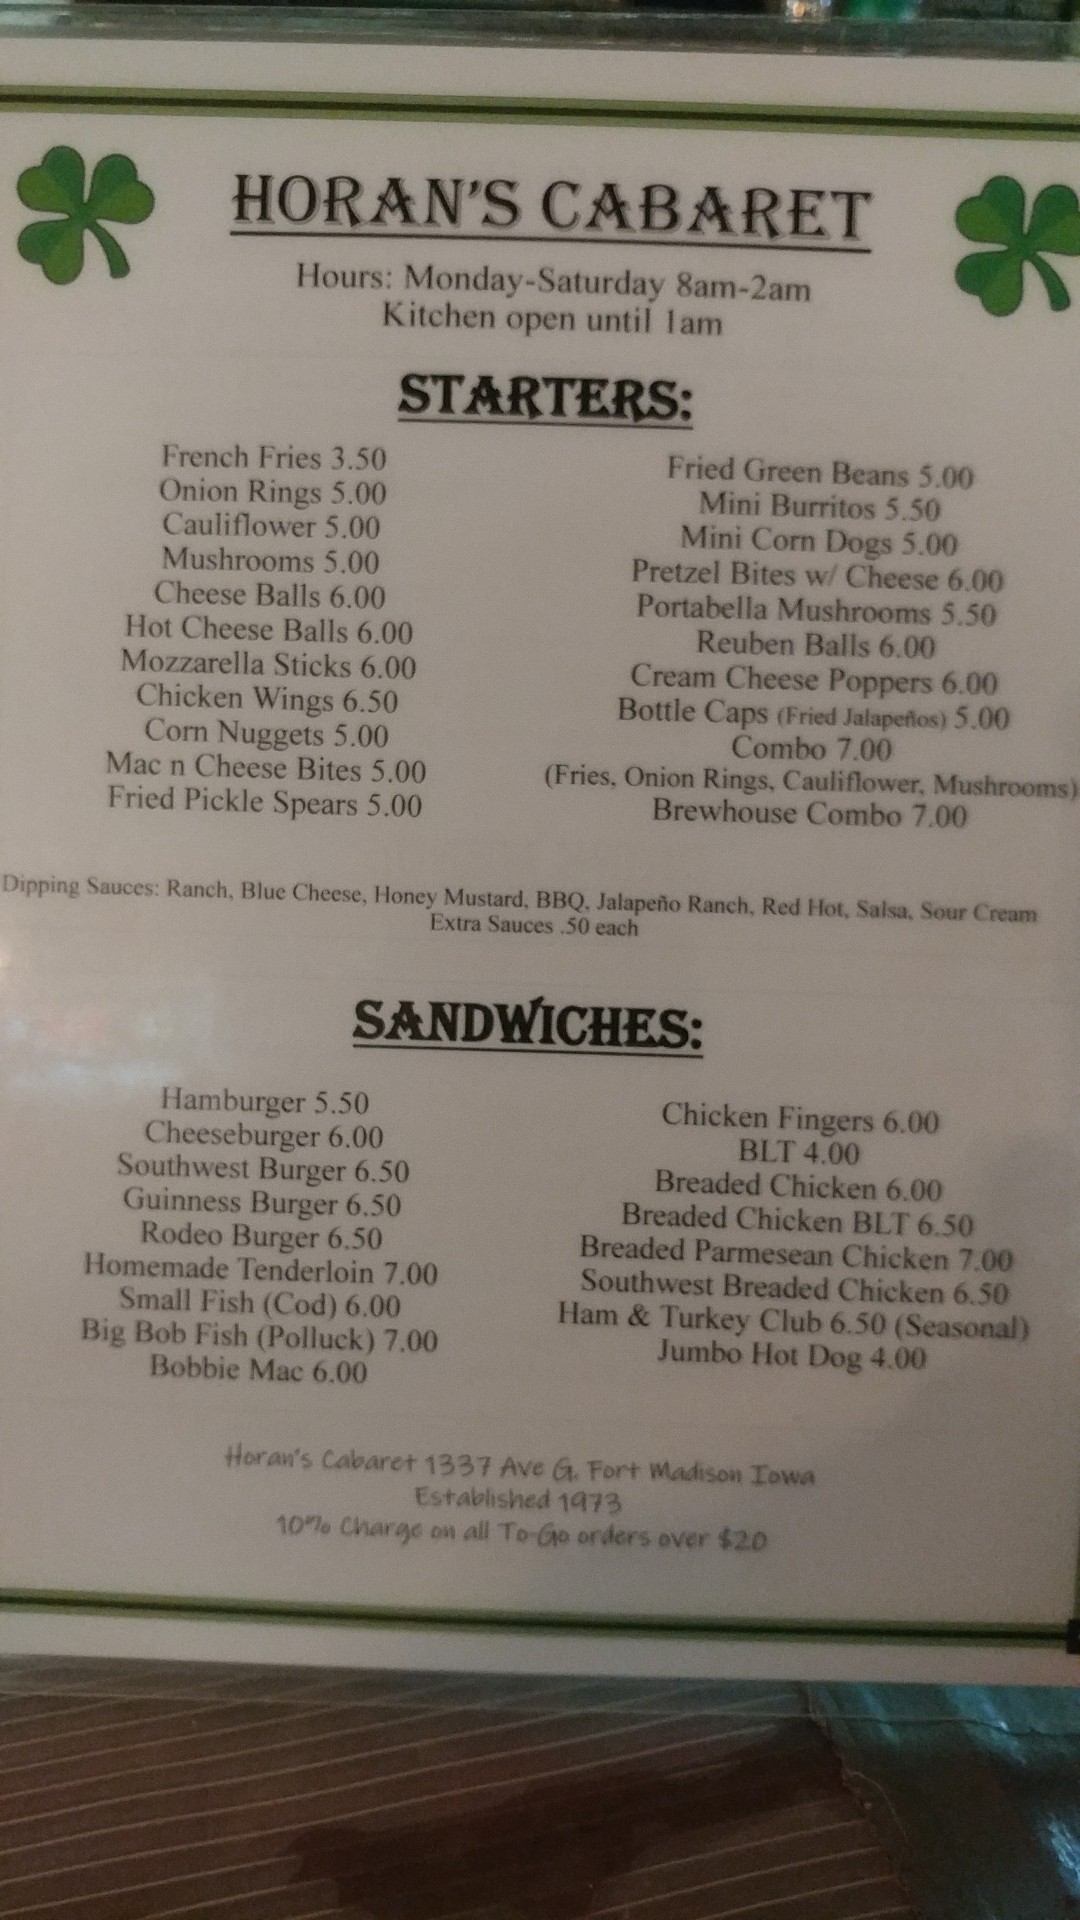 HORAN'S CABARET
Hours: Monday-Saturday 8am-2am
Kitchen open until 1am
STARTERS:
French Fries 3.50
Onion Rings 5.00
Cauliflower 5.00
Mushrooms 5.00
Cheese Balls 6.00
Hot Cheese Balls 6.00
Mozzarella Sticks 6.00
Chicken Wings 6.50
Corn Nuggets 5.00
Mac n Cheese Bites 5.00
Fried Pickle Spears 5.00
Fried Green Beans 5.00
Mini Burritos 5.50
Mini Corn Dogs 5.00
Pretzel Bites w/ Cheese 6.00
Portabella Mushrooms 5.50
Reuben Balls 6.00
Cream Cheese Poppers 6.00
Bottle Caps (Fried Jalapeños) 5.00
Combo 7.00
(Fries, Onion Rings, Cauliflower, Mushrooms)
Brewhouse Combo 7.00
Dipping Sauces: Ranch, Blue Cheese, Honey Mustard, BBQ, Jalapeño Ranch, Red Hot, Salsa, Sour Cream
Extra Sauces .50 each
SANDWICHES:
Hamburger 5.50
Cheeseburger 6.00
Southwest Burger 6.50
Guinness Burger 6.50
Rodeo Burger 6.50
Homemade Tenderloin 7.00
Small Fish (Cod) 6.00
Big Bob Fish (Polluck) 7.00
Bobbie Mac 6.00
Chicken Fingers 6.00
BLT 4.00
Breaded Chicken 6.00
Breaded Chicken BLT 6.50
Breaded Parmesean Chicken 7.00
Southwest Breaded Chicken 6.50
Ham & Turkey Club 6.50 (Seasonal)
Jumbo Hot Dog 4.00
Horan's Cabaret 1337 Ave G, Fort Madison Iowa
Established 1973
10% Charge on all To-Go orders over $20